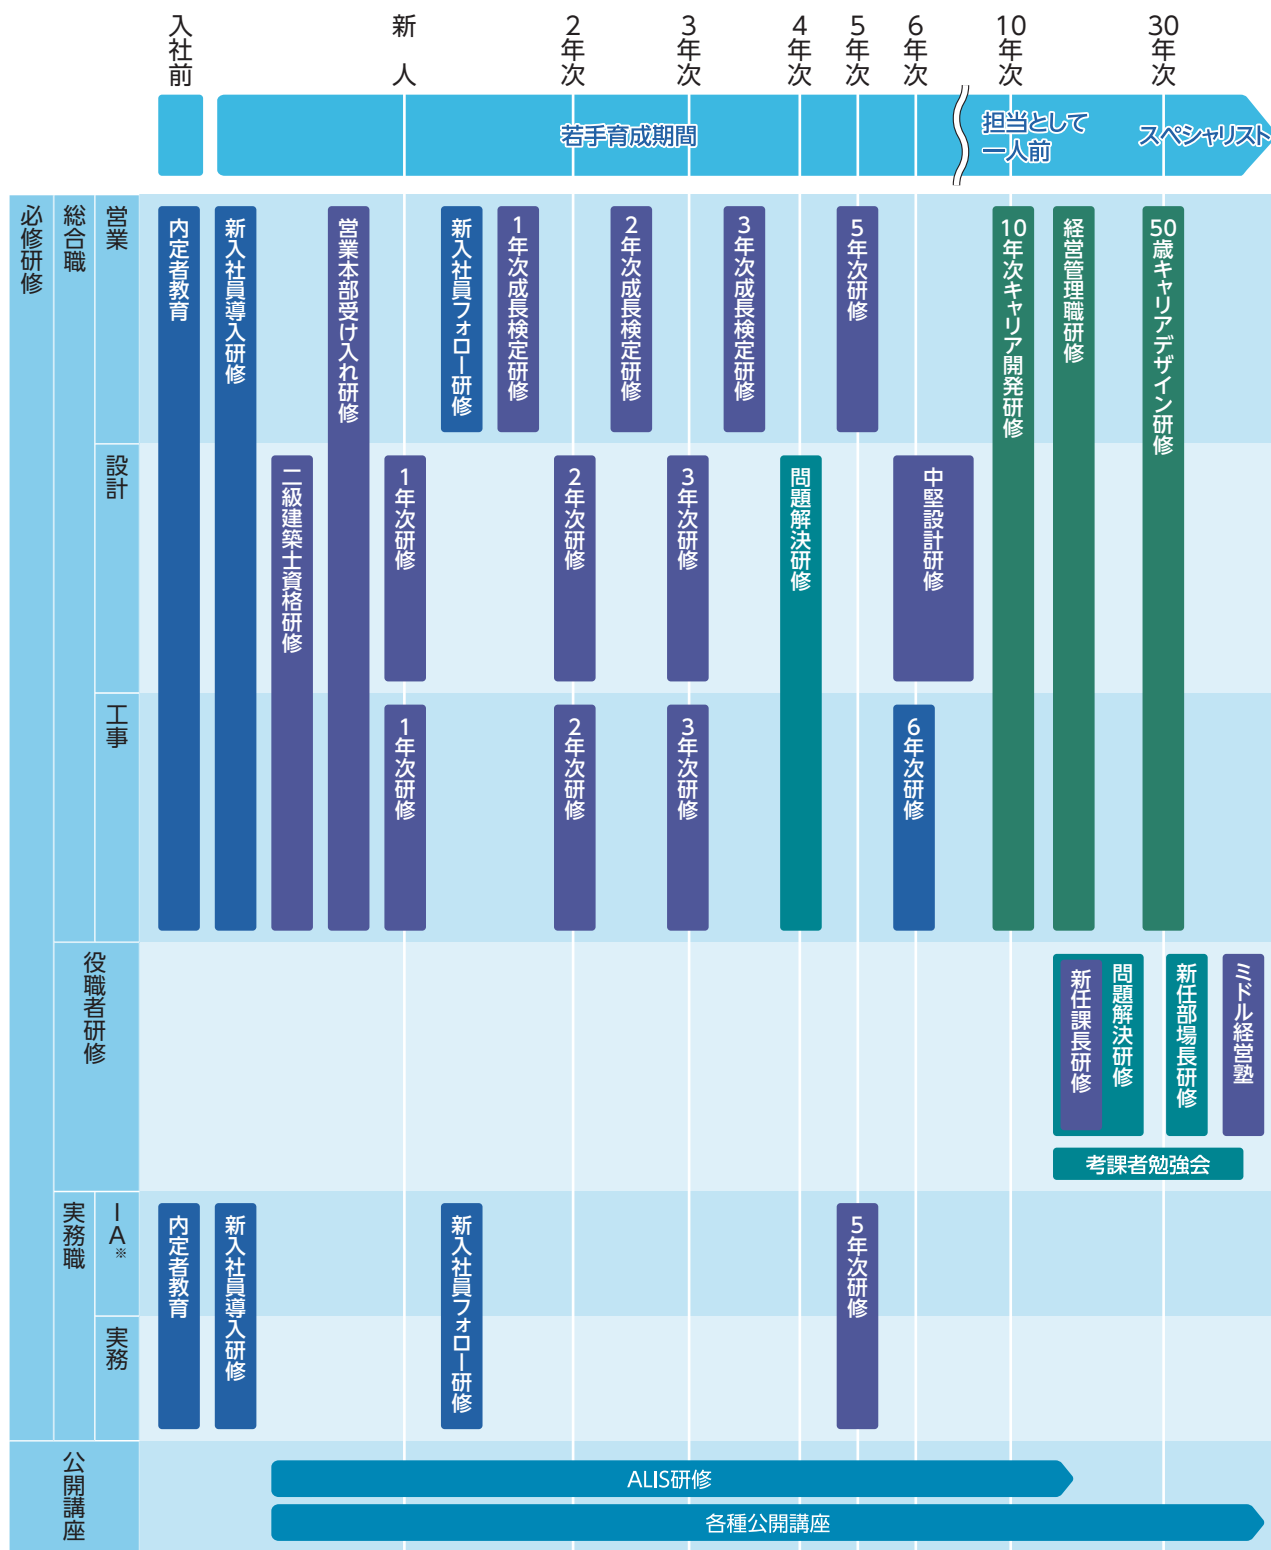 入社前
新人
2年次
3年次
4年次
5年次
6年次
10年次
30年次
若手育成期間
担当として
一人前
スペシャリスト
必修研修
総合職
営業
内定者教育
新入社員導入研修
営業本部受け入れ研修
新入社員フォロー研修
1年次成長検定研修
2年次成長検定研修
3年次成長検定研修
5年次研修
10年次キャリア開発研修
経営管理職研修
50歳キャリアデザイン研修
設計
二級建築士資格研修
1年次研修
2年次研修
3年次研修
問題解決研修
中堅設計研修
工事
1年次研修
2年次研修
3年次研修
6年次研修
役職者研修
新任課長研修
問題解決研修
新任部場長研修
ミドル経営塾
考課者勉強会
実務職
IA※
内定者教育
新入社員導入研修
新入社員フォロー研修
5年次研修
実務
公開講座
ALIS研修
各種公開講座